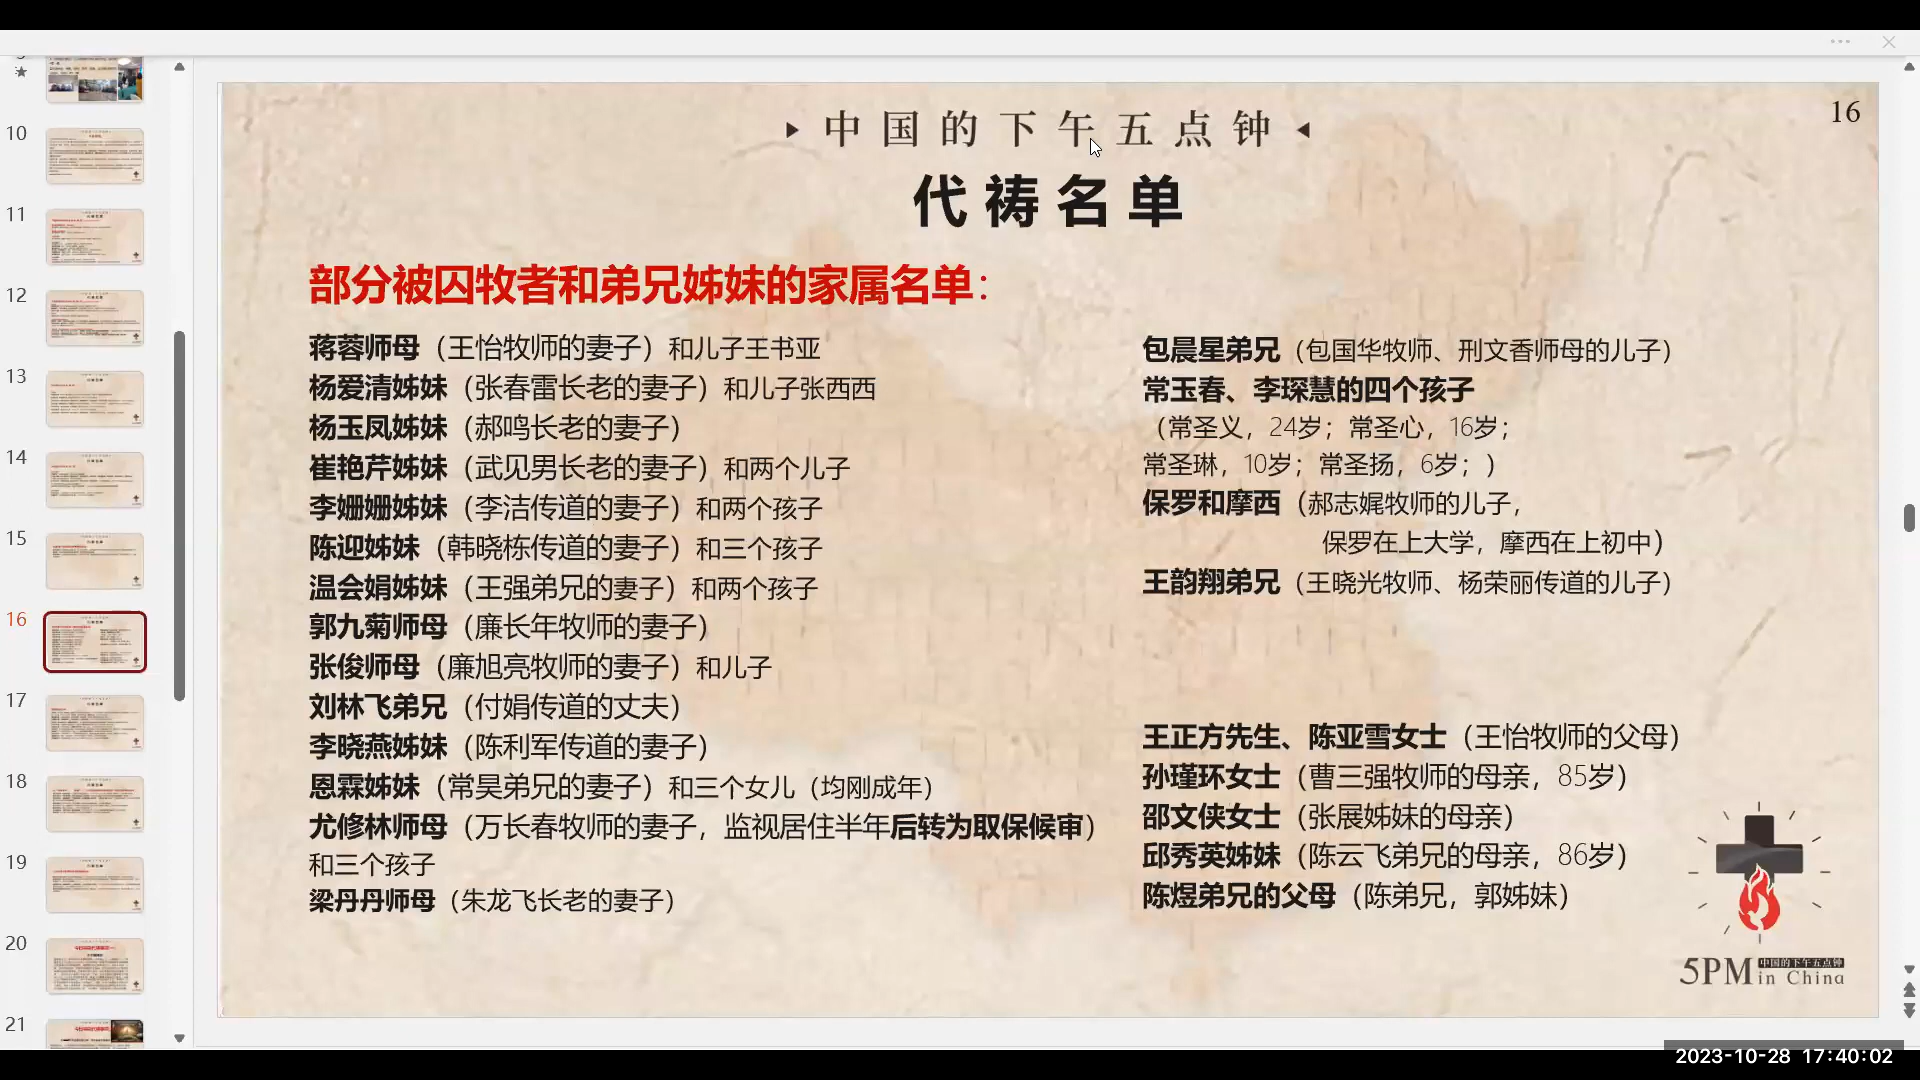 16
中国的下午五点钟
代祷名单
部分被囚牧者和弟兄姊妹的家属名单：
蒋蓉师母（王怡牧师的妻子）和儿子王书亚
杨爱清姊妹（张春雷长老的妻子）和儿子张西西
杨玉凤姊妹（郝鸣长老的妻子）
崔艳芹姊妹（武见男长老的妻子）和两个儿子
李姗姗姊妹（李洁传道的妻子）和两个孩子
陈迎姊妹（韩晓栋传道的妻子）和三个孩子
温会娟姊妹（王强弟兄的妻子）和两个孩子
郭九菊师母（廉长年牧师的妻子）
张俊师母（廉旭亮牧师的妻子）和儿子
刘林飞弟兄（付娟传道的丈夫）
李晓燕姊妹（陈利军传道的妻子）
恩霖姊妹（常昊弟兄的妻子）和三个女儿（均刚成年）
尤修林师母（万长春牧师的妻子，监视居住半年后转为取保候审）
和三个孩子
梁丹丹师母（朱龙飞长老的妻子）
包晨星弟兄（包国华牧师、刑文香师母的儿子）
常玉春、李琛慧的四个孩子
（常圣义，24岁；常圣心，16岁；
常圣琳，10岁；常圣扬，6岁；）
保罗和摩西（郝志娓牧师的儿子，
保罗在上大学，摩西在上初中）
王韵翔弟兄（王晓光牧师、杨荣丽传道的儿子）
王正方先生、陈亚雪女士（王怡牧师的父母）
孙瑾环女士（曹三强牧师的母亲，85岁）
邵文侠女士（张展姊妹的母亲）
邱秀英姊妹（陈云飞弟兄的母亲，86岁）
陈煜弟兄的父母（陈弟兄，郭姊妹）
5PM中国的下午五点钟
in China
10
11
12
13
14
15
16
17
18
19
20
21
2023-10-28 17:40:02